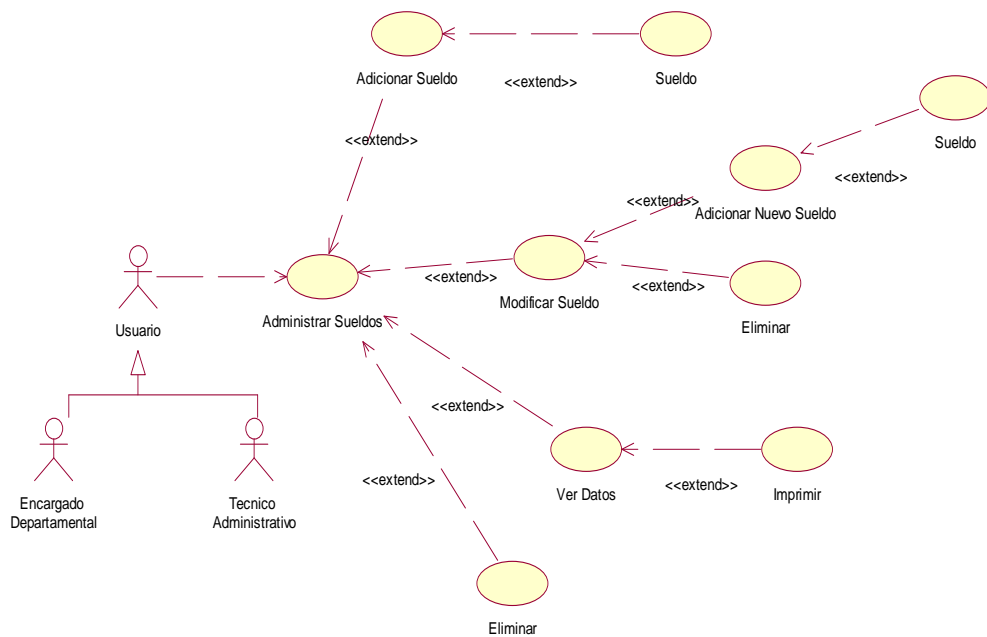 Adicionar Sueldo
<<extend>>
Sueldo
<<extend>>
Sueldo
<<extend>>
Adicionar Nuevo Sueldo
<<extend>>
<<extend>>
Modificar Sueldo
<<extend>>
Eliminar
Usuario
Administrar Sueldos
<<extend>>
<<extend>>
Ver Datos
<<extend>>
Imprimir
Encargado
Departamental
Tecnico
Administrativo
Eliminar